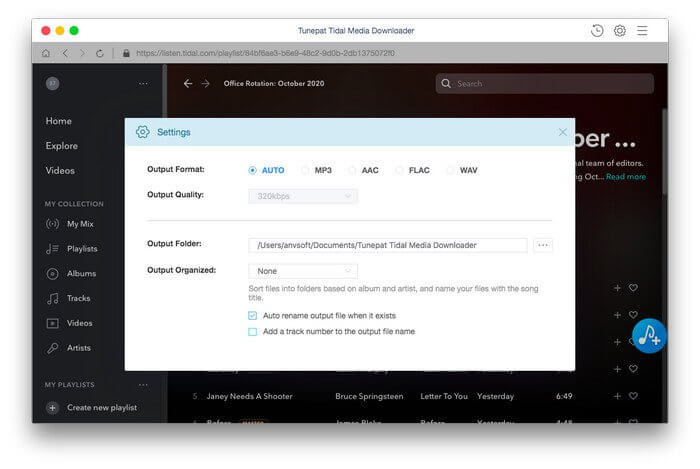 Tunepat Tidal Media Downloader
https://listen.tidal.com/playlist/84bf6ae3-b6e9-48c2-9d0b-2db1375072f0
Office Rotation: October 2020
Search
Home
Explore
Videos
MY COLLECTION
My Mix
Playlists
Albums
Tracks
Videos
Artists
MY PLAYLISTS
Create new playlist
ber ...
nal team of editors.
ng Oct... Read more
Settings
Output Format: AUTO MP3 AAC FLAC WAV
Output Quality: 320kbps
Output Folder: /Users/anvsoft/Documents/Tunepat Tidal Media Downloader ...
Output Organized: None
Sort files into folders based on album and artist, and name your files with the song
title.
Auto rename output file when it exists
Add a track number to the output file name
5 Janey Needs A Shooter Bruce Springsteen Letter To You Yesterday 6:49
6 Before James Blake Before Yesterday 4:48